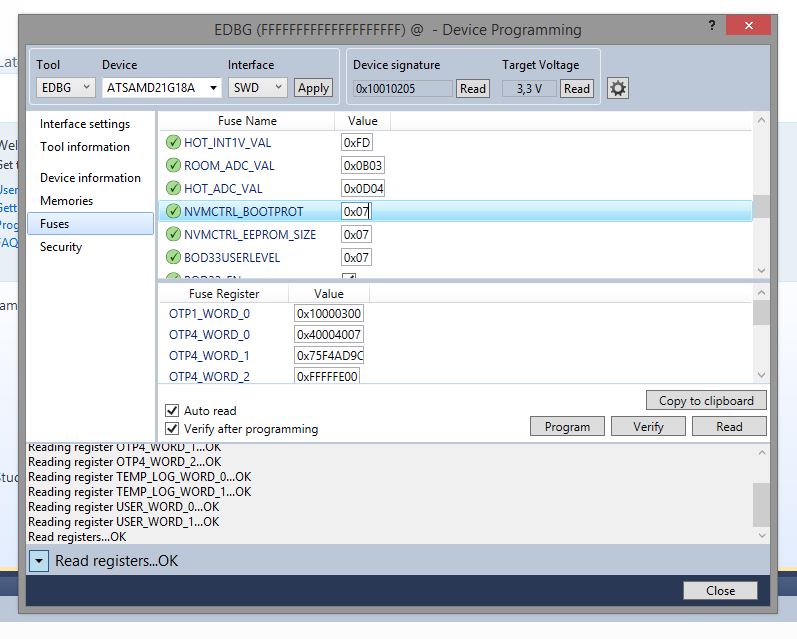 EDBG (FFFFFFFFFFFFFFFFFFFF) @ - Device Programming
? ×
Tool Device Interface Device signature Target Voltage
EDBG ATSAMD21G18A SWD Apply 0x10010205 Read 3,3 V Read
Interface settings
Tool information
Device information
Memories
Fuses
Security
Fuse Name Value
HOT_INT1V_VAL 0xFD
ROOM_ADC_VAL 0x0B03
HOT_ADC_VAL 0x0D04
NVMCTRL_BOOTPROT 0x07
NVMCTRL_EEPROM_SIZE 0x07
BOD33USERLEVEL 0x07
BOD33_EN
Fuse Register Value
OTP1_WORD_0 0x10000300
OTP4_WORD_0 0x40004007
OTP4_WORD_1 0x75F4AD9C
OTP4_WORD_2 0xFFFFFE00
Copy to clipboard
Auto read
Verify after programming
Program Verify Read
Reading register OTP4_WORD_1...OK
Reading register OTP4_WORD_2...OK
Reading register TEMP_LOG_WORD_0...OK
Reading register TEMP_LOG_WORD_1...OK
Reading register USER_WORD_0...OK
Reading register USER_WORD_1...OK
Read registers...OK
Read registers...OK
Close